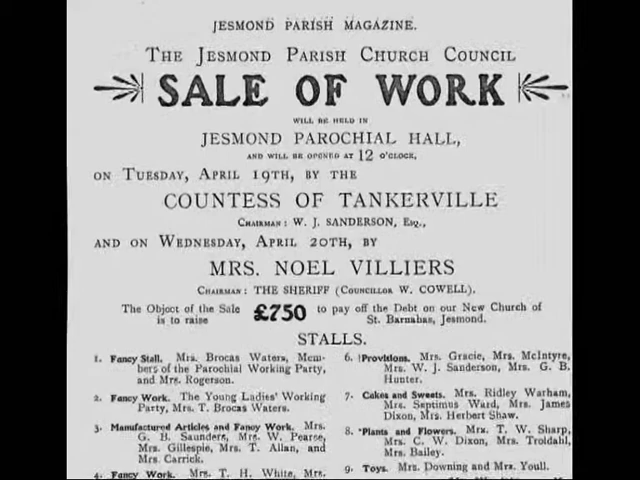 JESMOND PARISH MAGAZINE.
THE JESMOND PARISH CHURCH COUNCIL
SALE OF WORK
WILL BE HELD IN
JESMOND PAROCHIAL HALL,
AND WILL BE OPENED AT 12 O'CLOCK,
ON TUESDAY, APRIL 19TH, BY THE
COUNTESS OF TANKERVILLE
CHAIRMAN: W. J. SANDERSON, ESQ.,
AND ON WEDNESDAY, APRIL 20TH, BY
MRS. NOEL VILLIERS
CHAIRMAN: THE SHERIFF (COUNCILLOR W. COWELL).
The Object of the Sale is to raise £750 to pay off the Debt on our New Church of St. Barnabas, Jesmond.
STALLS.
1. Fancy Stall. Mrs. Brocas Waters, Mem-
bers of the Parochial Working Party,
and Mrs. Rogerson.
2. Fancy Work. The Young Ladies' Working
Party, Mrs. T. Brocas Waters.
3. Manufactured Articles and Fancy Work. Mrs.
G. B. Saunders, Mrs. W. Pearse,
Mrs. Gillespie, Mrs. T. Allan, and
Mrs. Carrick.
4. Fancy Work. Mrs. T. H. White, Mrs.
6. Provisions. Mrs. Gracie, Mrs. McIntyre,
Mrs. W. J. Sanderson, Mrs. G. B.
Hunter.
7. Cakes and Sweets. Mrs. Ridley Warham,
Mrs. Septimus Ward, Mrs. James
Dixon, Mrs. Herbert Shaw.
8. Plants and Flowers. Mrs. T. W. Sharp,
Mrs. C. W. Dixon, Mrs. Troldahl,
Mrs. Bailey.
9. Toys. Mrs. Downing and Mrs. Youll.